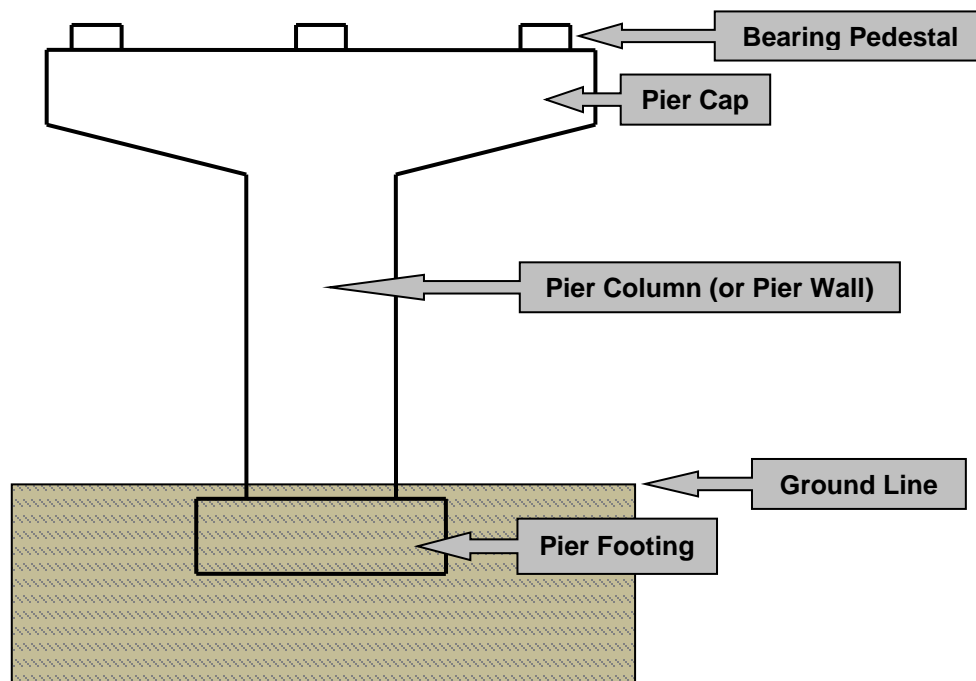 Bearing Pedestal
Pier Cap
Pier Column (or Pier Wall)
Ground Line
Pier Footing